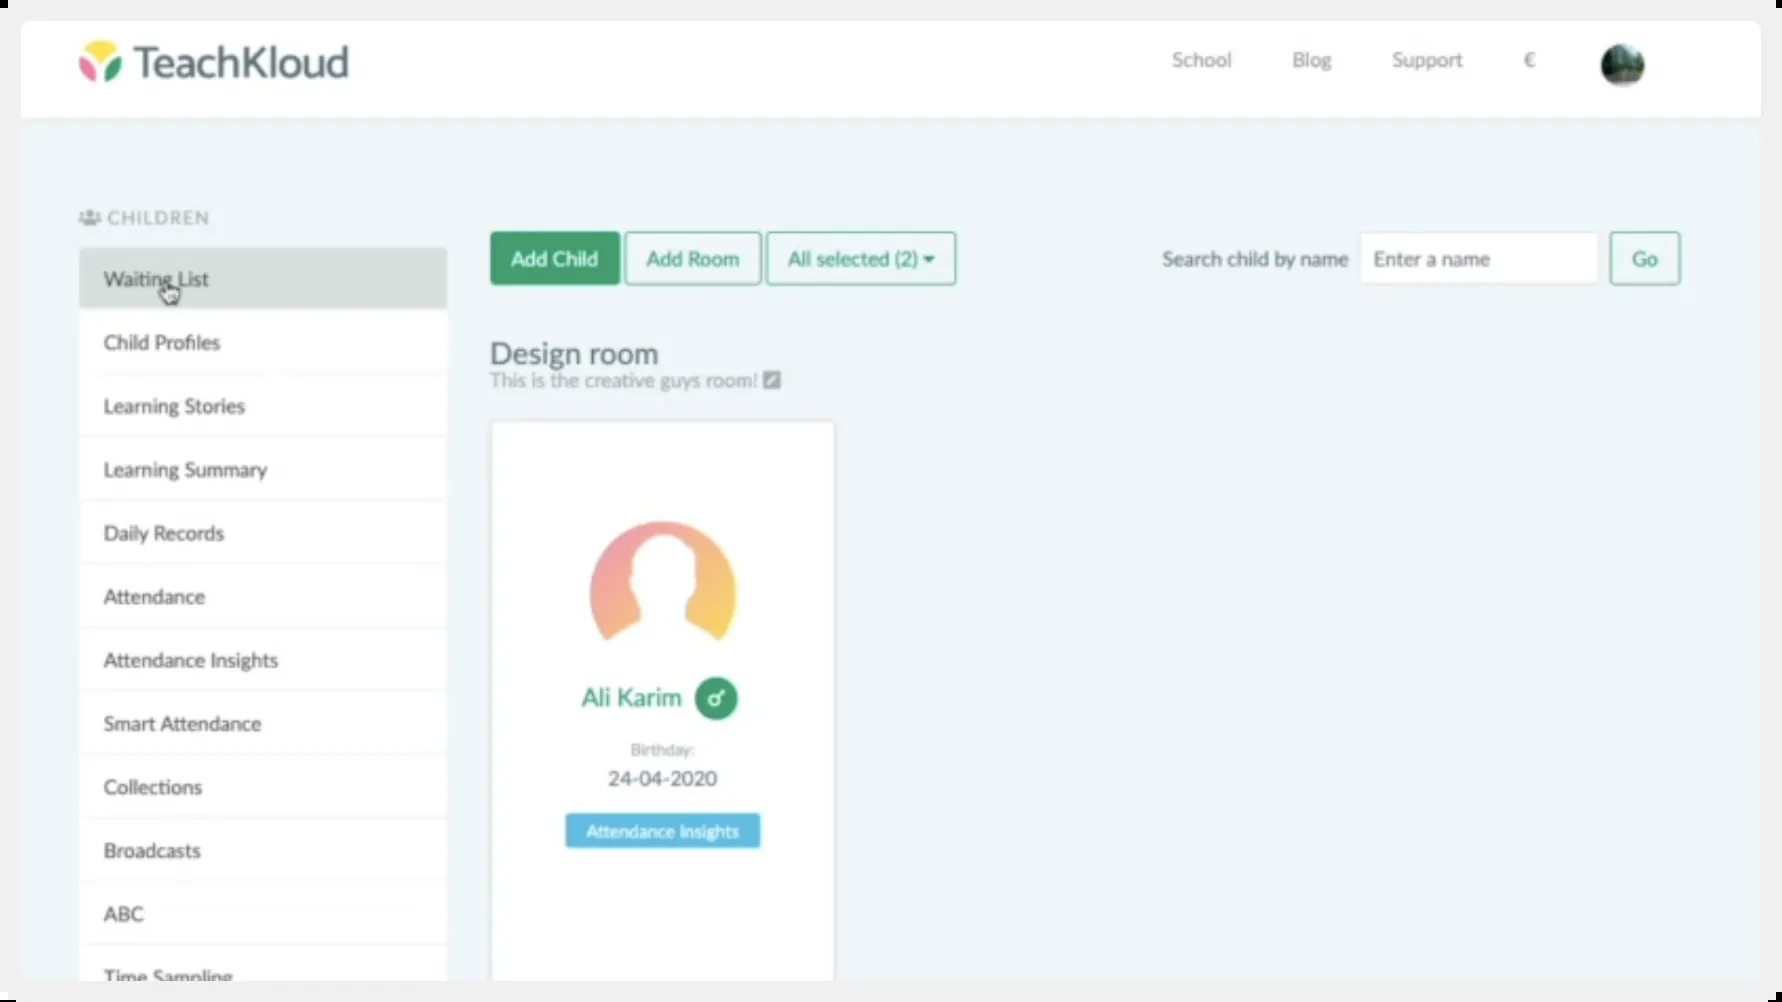 TeachKloud
School Blog Support €
CHILDREN
Waiting List
Child Profiles
Learning Stories
Learning Summary
Daily Records
Attendance
Attendance Insights
Smart Attendance
Collections
Broadcasts
ABC
Time Sampling
Add Child Add Room All selected (2)
Search child by name Enter a name Go
Design room
This is the creative guys room!
Ali Karim
Birthday:
24-04-2020
Attendance Insights